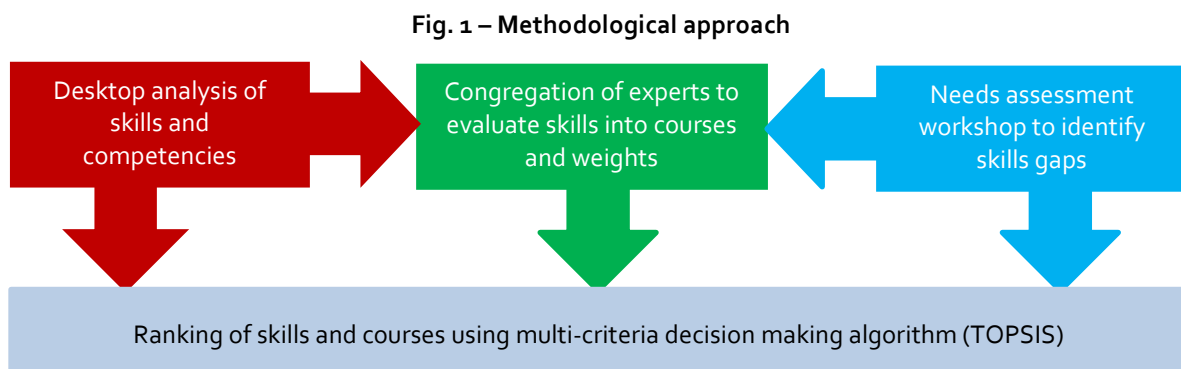 Fig. 1 – Methodological approach
Desktop analysis of
skills and
competencies
Congregation of experts to
evaluate skills into courses
and weights
Needs assessment
workshop to identify
skills gaps
Ranking of skills and courses using multi-criteria decision making algorithm (TOPSIS)